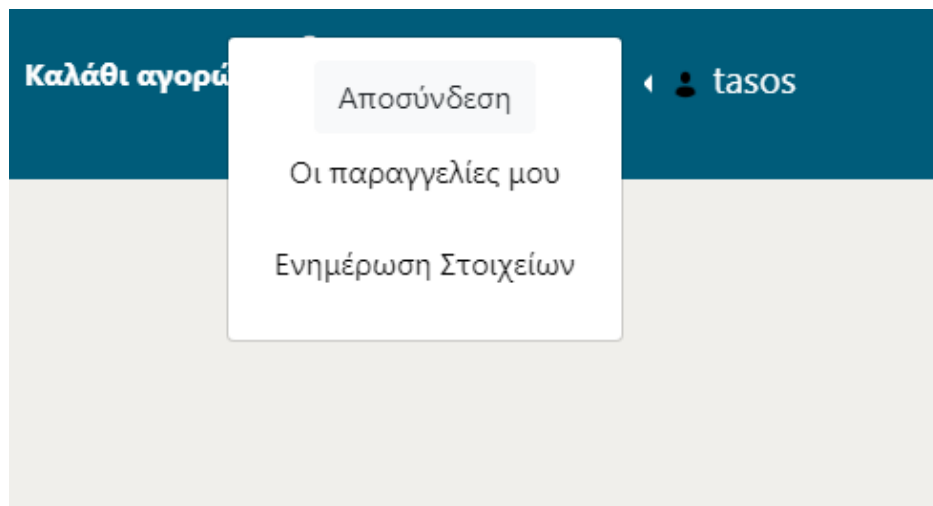 Καλάθι αγορώ
Αποσύνδεση
tasos
Οι παραγγελίες μου
Ενημέρωση Στοιχείων